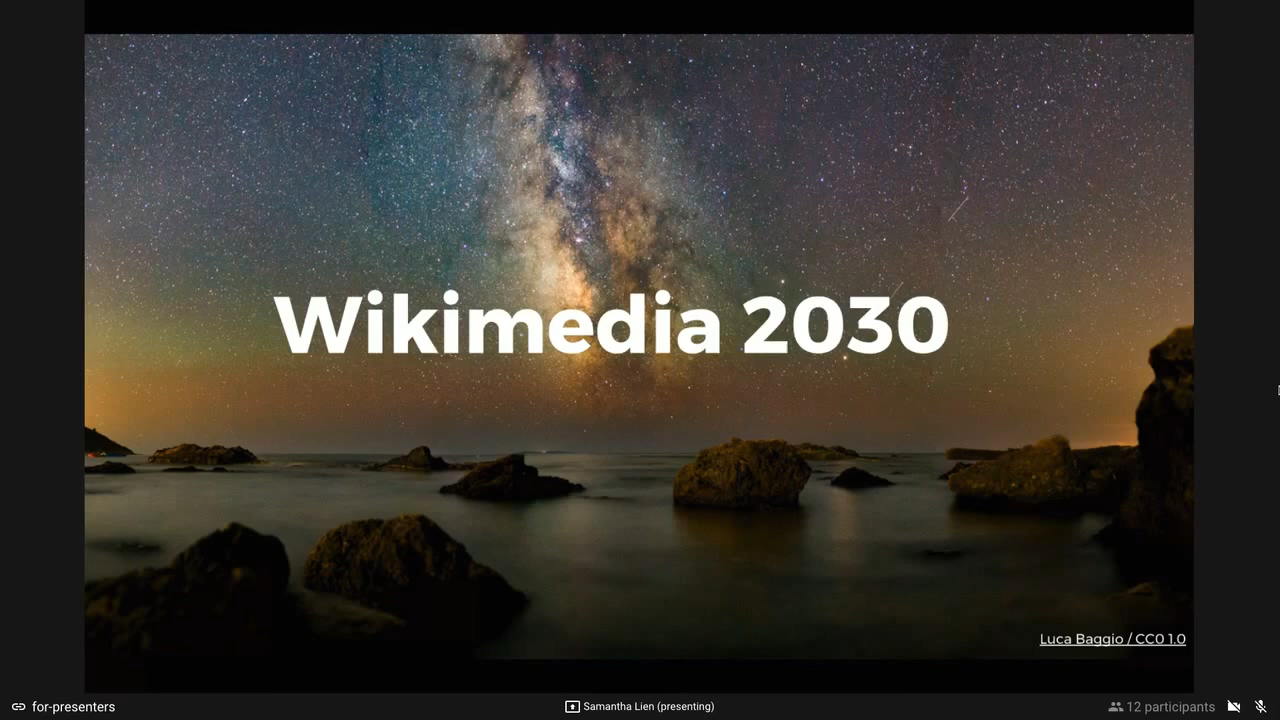 Wikimedia 2030
Luca Baggio / CC0 1.0
for-presenters
Samantha Lien (presenting)
12 participants